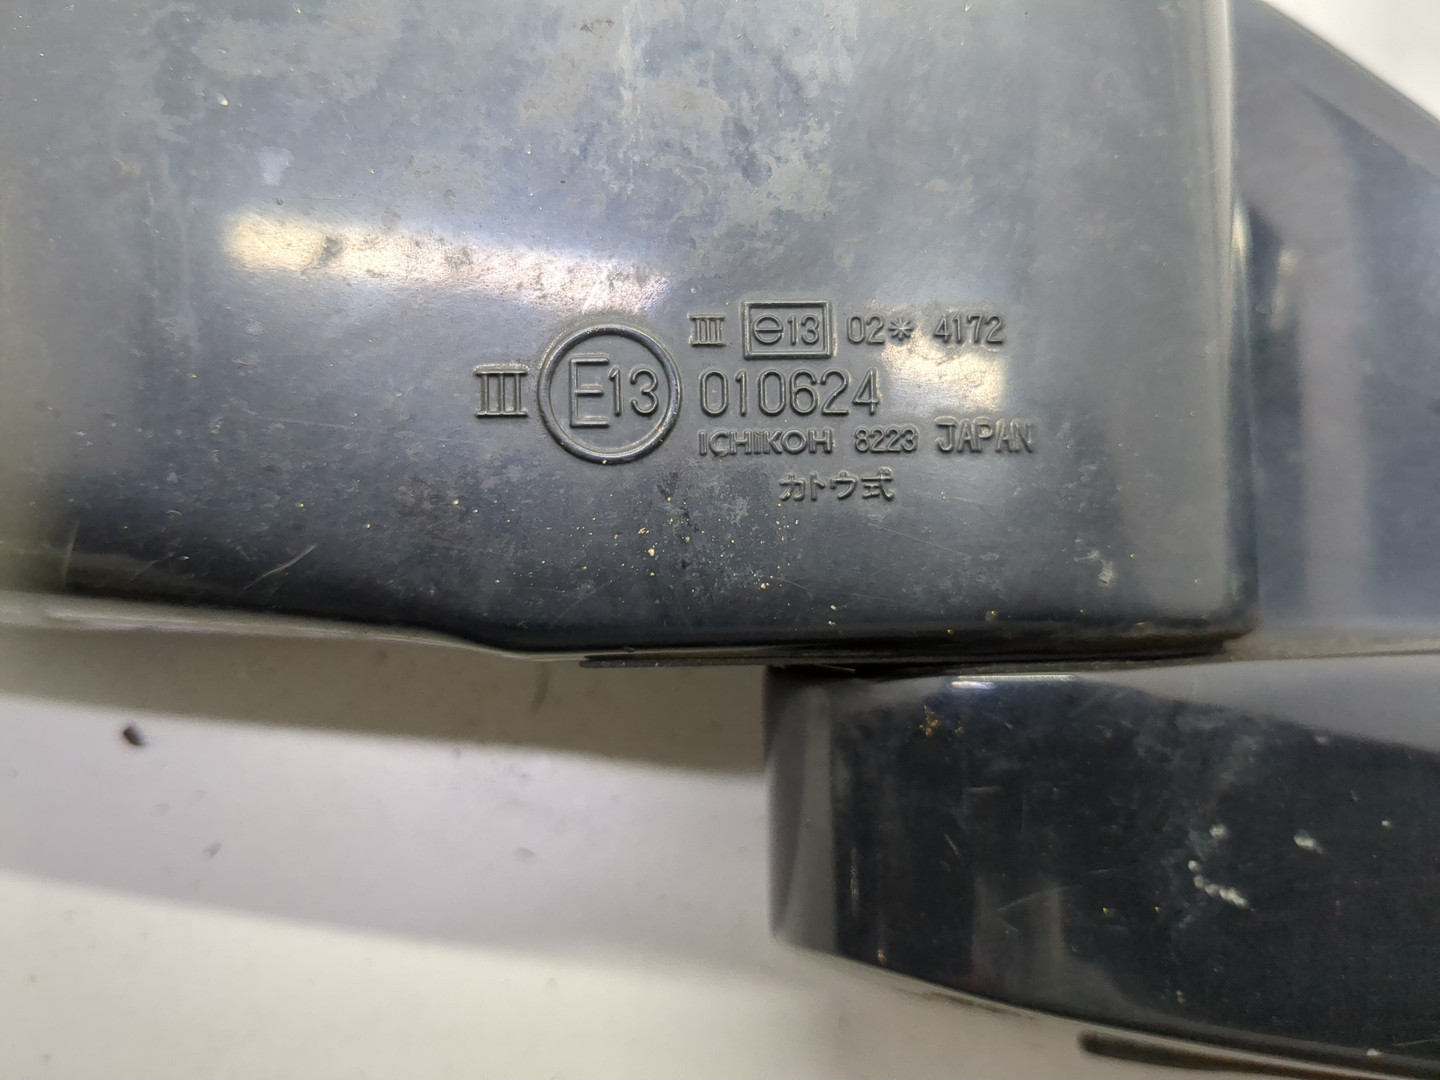 III e13 02* 4172
III E13 010624
ICHIKOH 8223 JAPAN
カトウ式